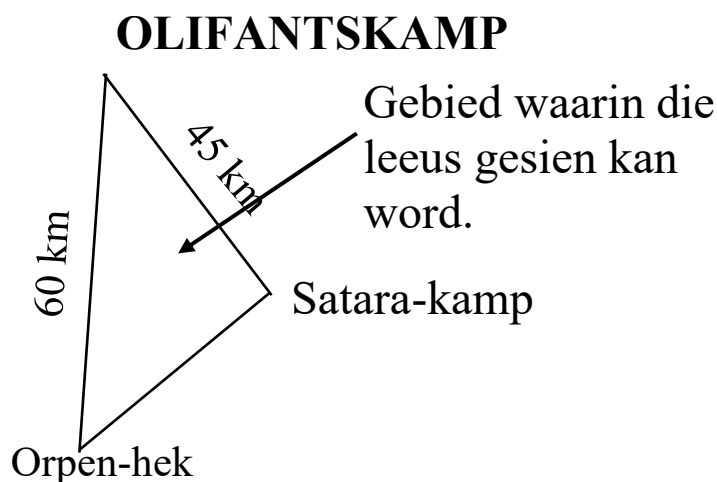 OLIFANTSKAMP
Gebied waarin die
leeus gesien kan
word.
45 km
60 km
Satara-kamp
Orpen-hek